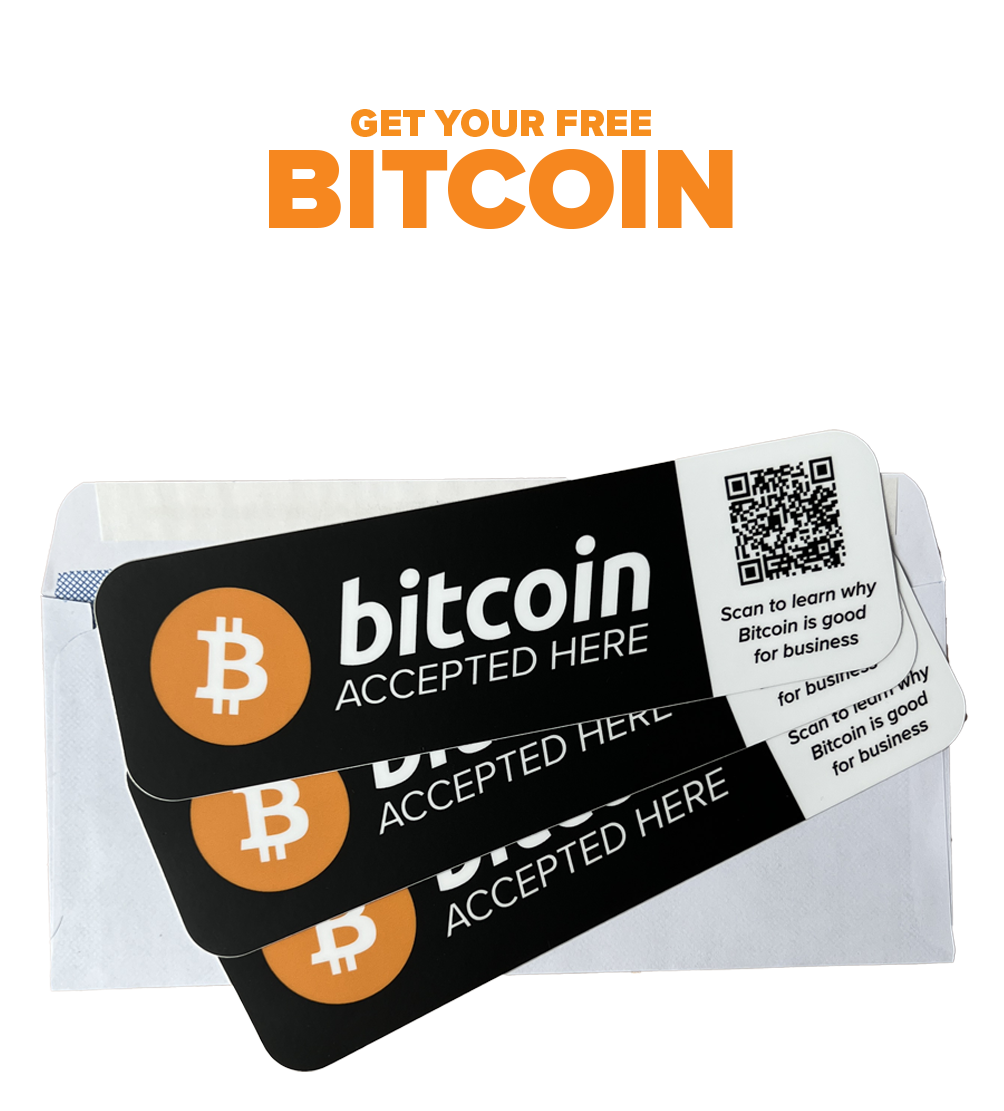 GET YOUR FREE
BITCOIN
bitcoin
ACCEPTED HERE
Scan to learn why
Bitcoin is good
for business
for business
ACCEPTED HERE
Scan to learn why
Bitcoin is good
for business
ACCEPTED HERE